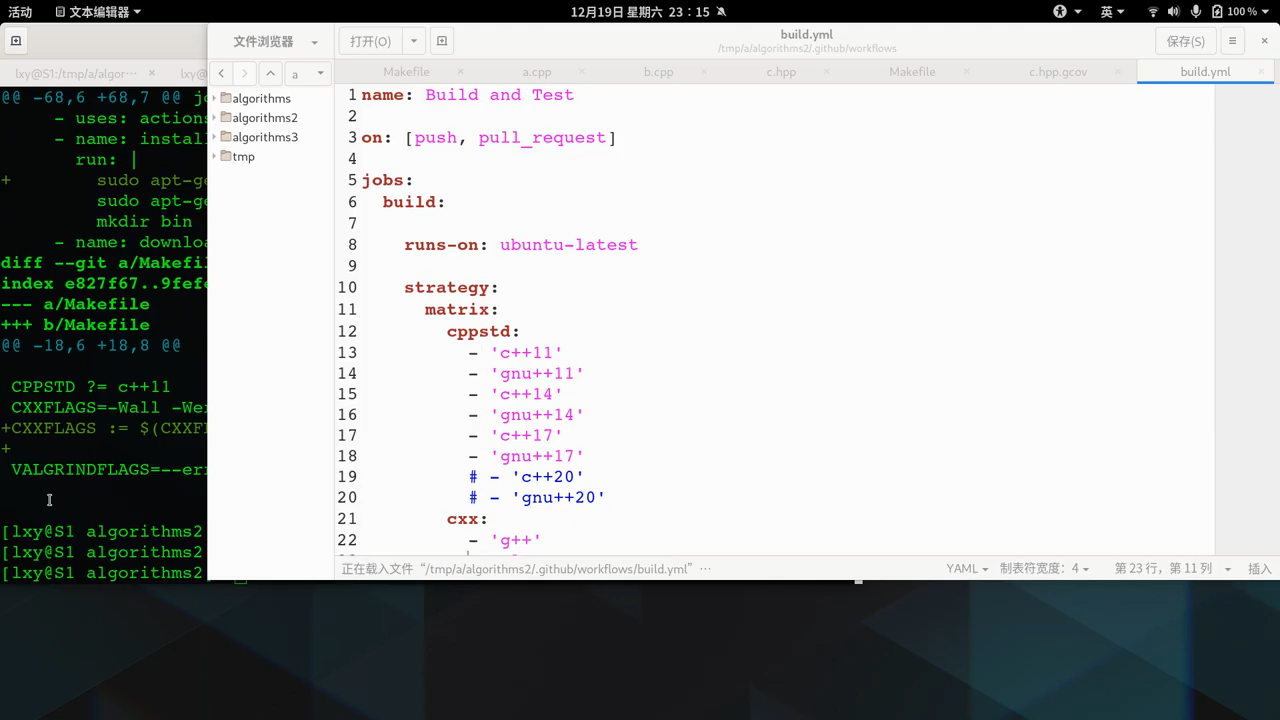 活动 文本编辑器 12月19日 星期六 23：15 英 100 %
文件浏览器 打开(O) build.yml 保存(S)
/tmp/a/algorithms2/.github/workflows
lxy@S1:/tmp/a/algor··· × lxy@ a Makefile × a.cpp × b.cpp × c.hpp × Makefile × c.hpp.gcov × build.yml ×
@@ -68,6 +68,7 @@ jo
- uses: actions
- name: install
run: |
+ sudo apt-ge
sudo apt-ge
mkdir bin
- name: downloa
diff --git a/Makefil
index e827f67..9fefe
--- a/Makefile
+++ b/Makefile
@@ -18,6 +18,8 @@
CPPSTD ?= c++11
CXXFLAGS=-Wall -Wer
+CXXFLAGS := $(CXXFL
+
VALGRINDFLAGS=--err
[lxy@S1 algorithms2
[lxy@S1 algorithms2
[lxy@S1 algorithms2
algorithms
algorithms2
algorithms3
tmp
1 name: Build and Test
2
3 on: [push, pull_request]
4
5 jobs:
6 build:
7
8 runs-on: ubuntu-latest
9
10 strategy:
11 matrix:
12 cppstd:
13 - 'c++11'
14 - 'gnu++11'
15 - 'c++14'
16 - 'gnu++14'
17 - 'c++17'
18 - 'gnu++17'
19 # - 'c++20'
20 # - 'gnu++20'
21 cxx:
22 - 'g++'
正在载入文件 “/tmp/a/algorithms2/.github/workflows/build.yml” ··· YAML 制表符宽度：4 第 23 行，第 11 列 插入